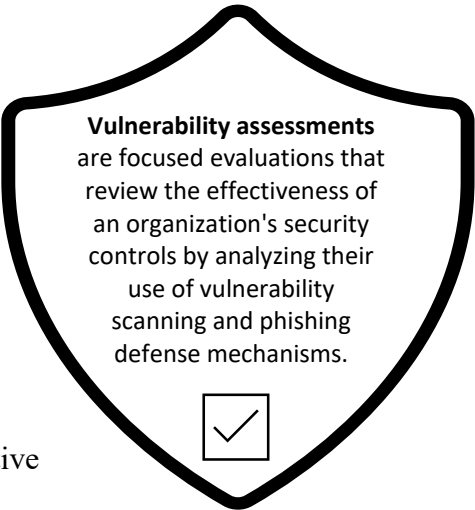 Vulnerability assessments
are focused evaluations that
review the effectiveness of
an organization's security
controls by analyzing their
use of vulnerability
scanning and phishing
defense mechanisms.